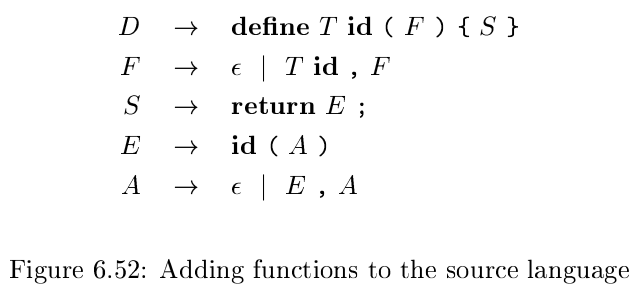 D → define T id ( F ) { S }
F → ϵ | T id , F
S → return E ;
E → id ( A )
A → ϵ | E , A
Figure 6.52: Adding functions to the source language